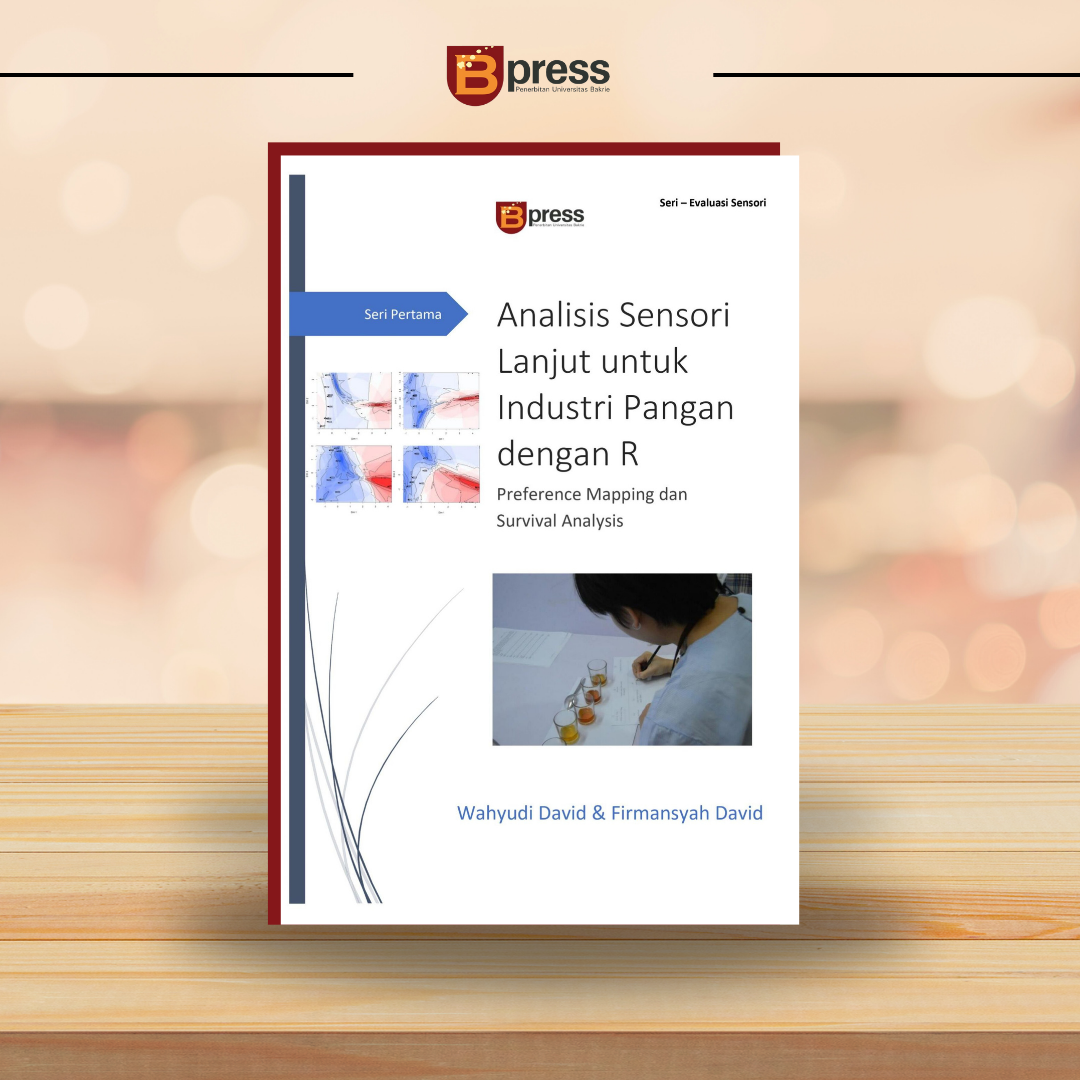 Bpress
Penerbitan Universitas Bakrie
Seri – Evaluasi Sensori
Bpress
Penerbitan Universitas Bakrie
Seri Pertama
Analisis Sensori
Lanjut untuk
Industri Pangan
dengan R
Preference Mapping dan
Survival Analysis
Wahyudi David & Firmansyah David